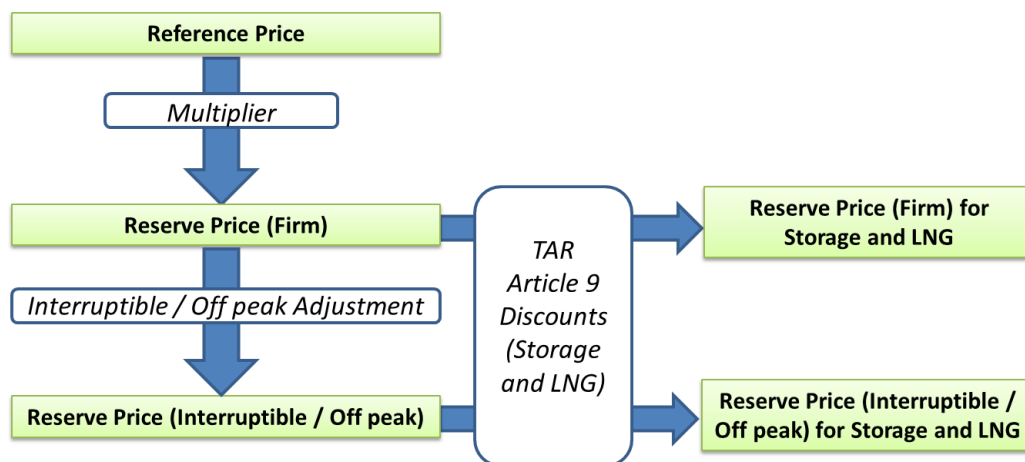 Reference Price
Multiplier
Reserve Price (Firm)
Interruptible / Off peak Adjustment
Reserve Price (Interruptible / Off peak)
TAR
Article 9
Discounts
(Storage
and LNG)
Reserve Price (Firm) for
Storage and LNG
Reserve Price (Interruptible /
Off peak) for Storage and LNG